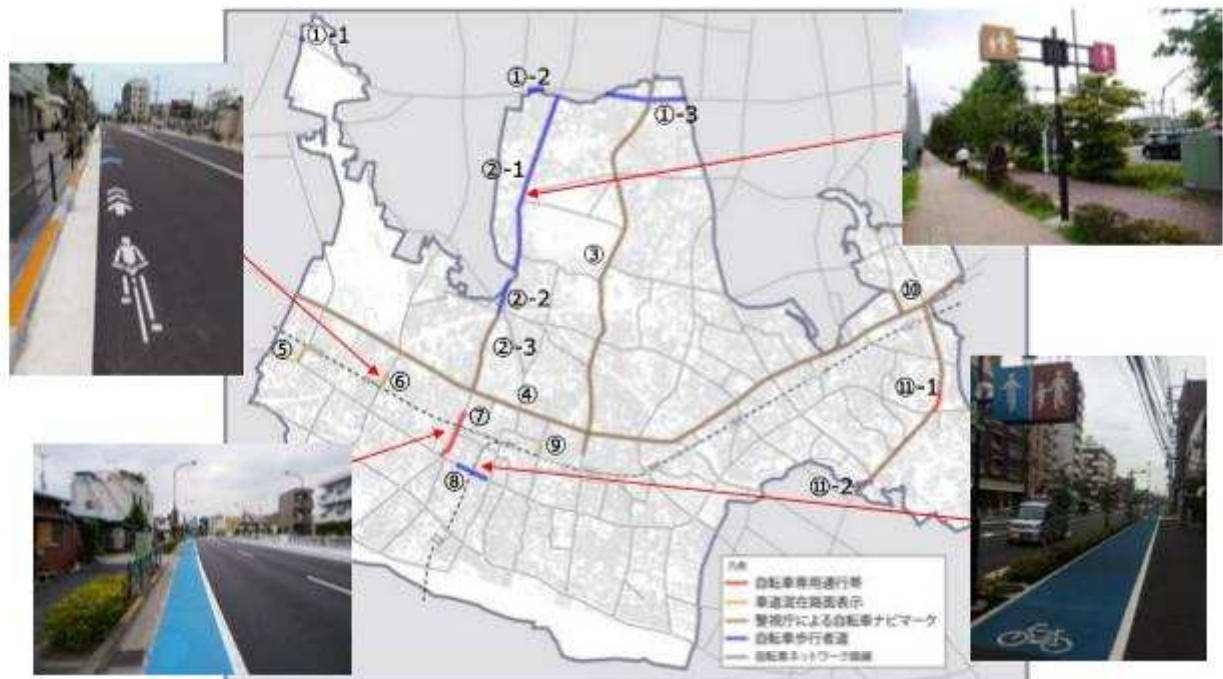 ①-1
①-2
①-3
②-1
③
②-2
②-3
⑩
⑤
⑥
④
⑪-1
⑦
⑨
⑧
⑪-2
凡例
自転車専用通行帯
車道混在路面表示
警視庁による自転車ナビマーク
自転車歩行者道
自転車ネットワーク路線